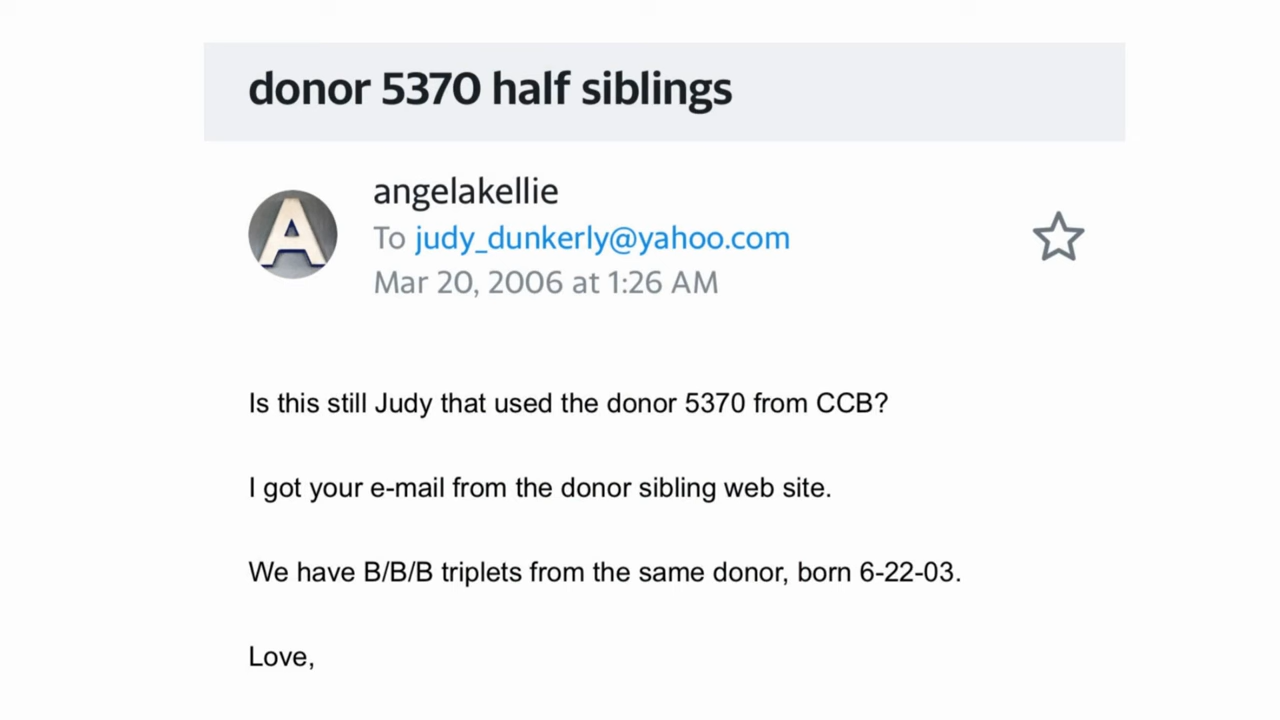 donor 5370 half siblings
A
angelakellie
To judy_dunkerly@yahoo.com
Mar 20, 2006 at 1:26 AM
Is this still Judy that used the donor 5370 from CCB?
I got your e-mail from the donor sibling web site.
We have B/B/B triplets from the same donor, born 6-22-03.
Love,